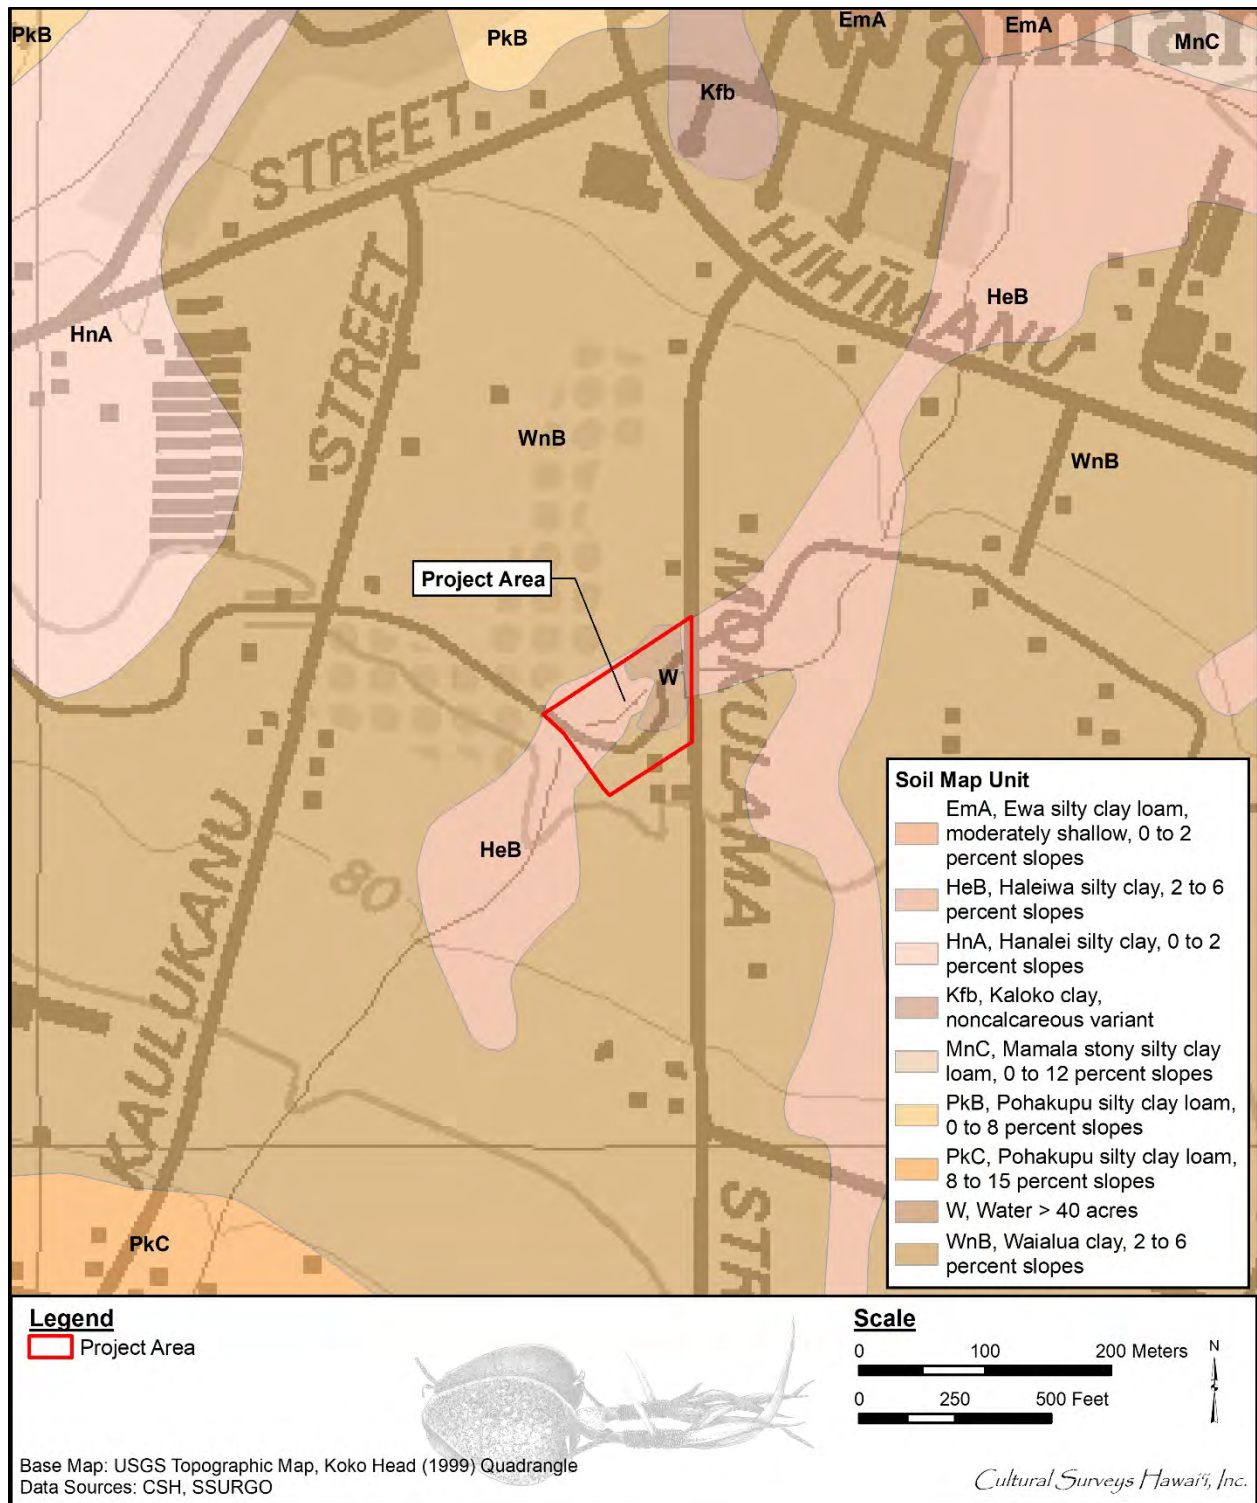 PkB
PkB
EmA
EmA
MnC
Kfb
STREET
HIHĪMANU
HeB
HnA
STREET
WnB
WnB
Project Area
MOKULAMA
W
HeB
80
KAULUKANU
PkC
Soil Map Unit
EmA, Ewa silty clay loam,
moderately shallow, 0 to 2
percent slopes
HeB, Haleiwa silty clay, 2 to 6
percent slopes
HnA, Hanalei silty clay, 0 to 2
percent slopes
Kfb, Kaloko clay,
noncalcareous variant
MnC, Mamala stony silty clay
loam, 0 to 12 percent slopes
PkB, Pohakupu silty clay loam,
0 to 8 percent slopes
PkC, Pohakupu silty clay loam,
8 to 15 percent slopes
W, Water > 40 acres
WnB, Waialua clay, 2 to 6
percent slopes
Legend
Project Area
Scale
0 100 200 Meters
0 250 500 Feet
N
Base Map: USGS Topographic Map, Koko Head (1999) Quadrangle
Data Sources: CSH, SSURGO
Cultural Surveys Hawaiʻi, Inc.